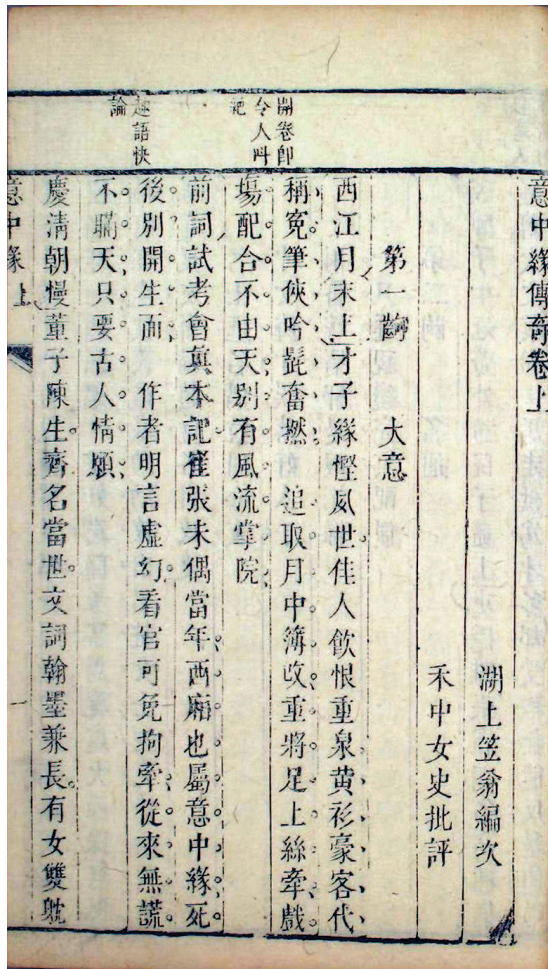 意中緣傳奇卷上
湖上笠翁編次
禾中女史批評
第一齣 大意
開卷即
令人叫
絕
西江月末上才子緣慳夙世佳人飲恨重泉黃衫豪客代
稱冤筆俠吟髭奮撚 追取月中簿改重將足上絲牽戲
塲配合不由天别有風流掌院
前詞試考會真本記崔張未偶當年西廂也屬意中緣死
趣語快
論
後别開生面 作者明言虛幻看官可免拘牽從來無謊
不瞞天只要古人情願
慶清朝慢董子陳生齊名當世文詞翰墨兼長有女雙躭
意中緣 上